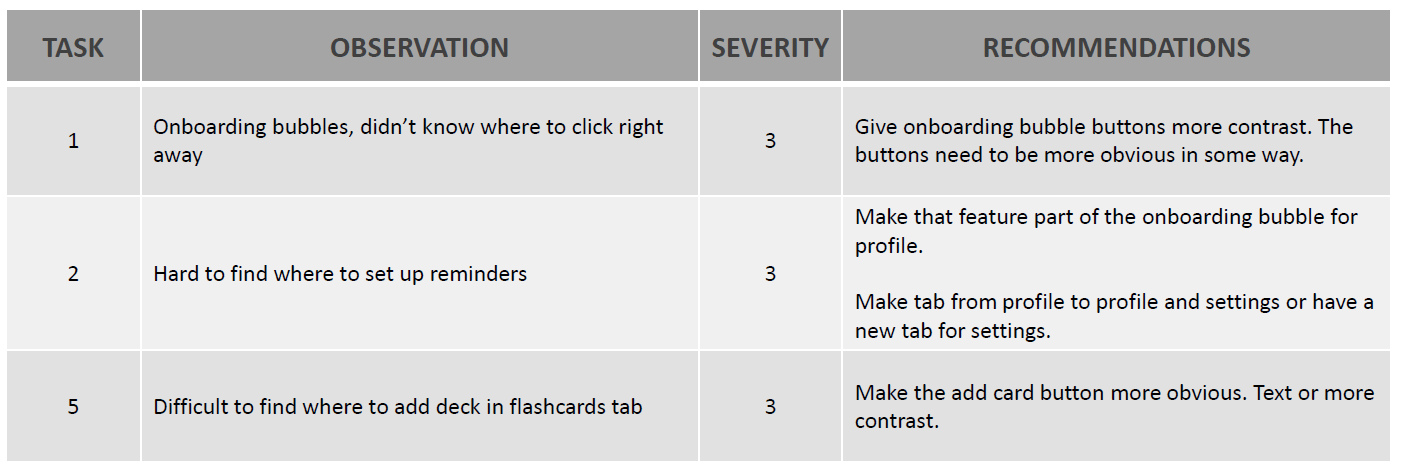 TASK
OBSERVATION
SEVERITY
RECOMMENDATIONS
1
Onboarding bubbles, didn’t know where to click right
away
3
Give onboarding bubble buttons more contrast. The
buttons need to be more obvious in some way.
2
Hard to find where to set up reminders
3
Make that feature part of the onboarding bubble for
profile.
Make tab from profile to profile and settings or have a
new tab for settings.
5
Difficult to find where to add deck in flashcards tab
3
Make the add card button more obvious. Text or more
contrast.